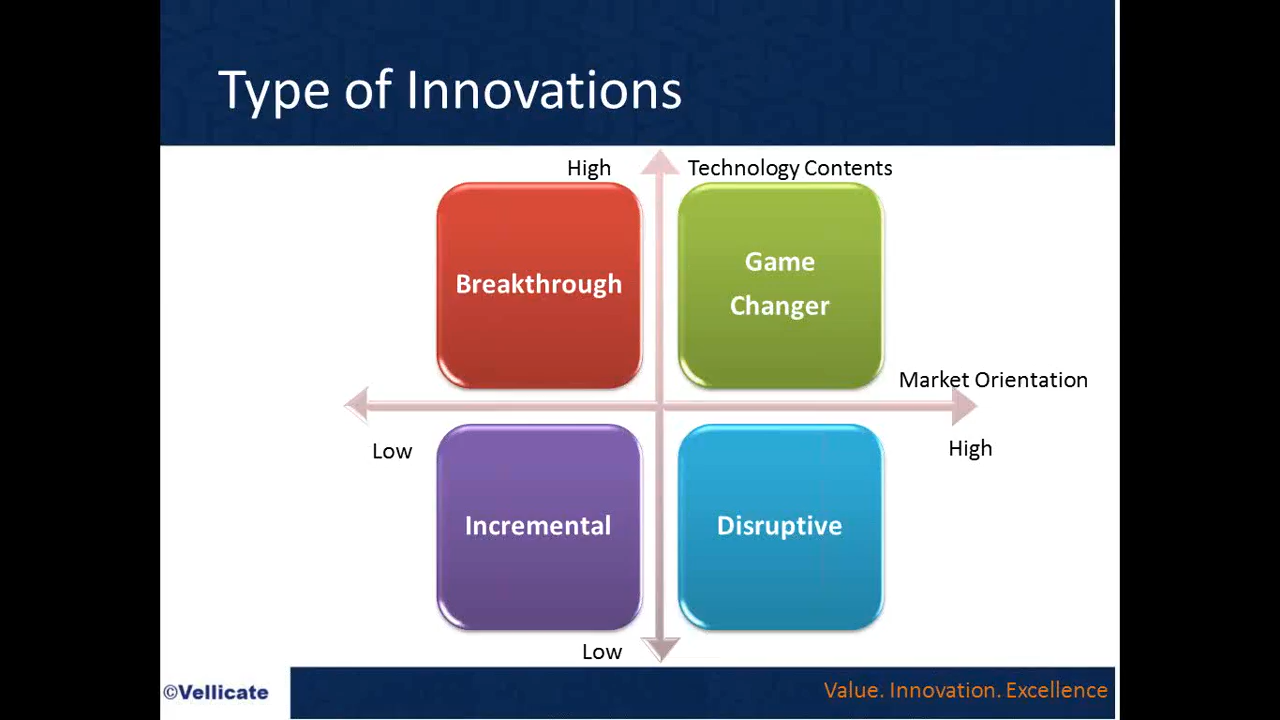 Type of Innovations
High
Technology Contents
Breakthrough
Game
Changer
Market Orientation
Low
High
Incremental
Disruptive
Low
©Vellicate
Value. Innovation. Excellence